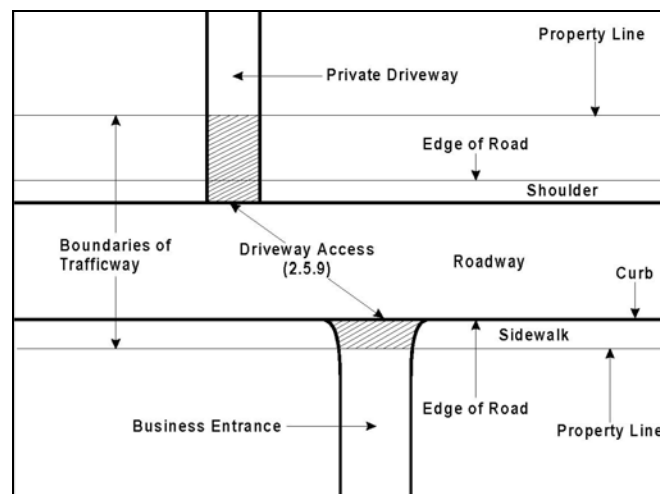 Property Line
Private Driveway
Edge of Road
Shoulder
Boundaries of
Trafficway
Driveway Access
(2.5.9)
Roadway
Curb
Sidewalk
Edge of Road
Business Entrance
Property Line